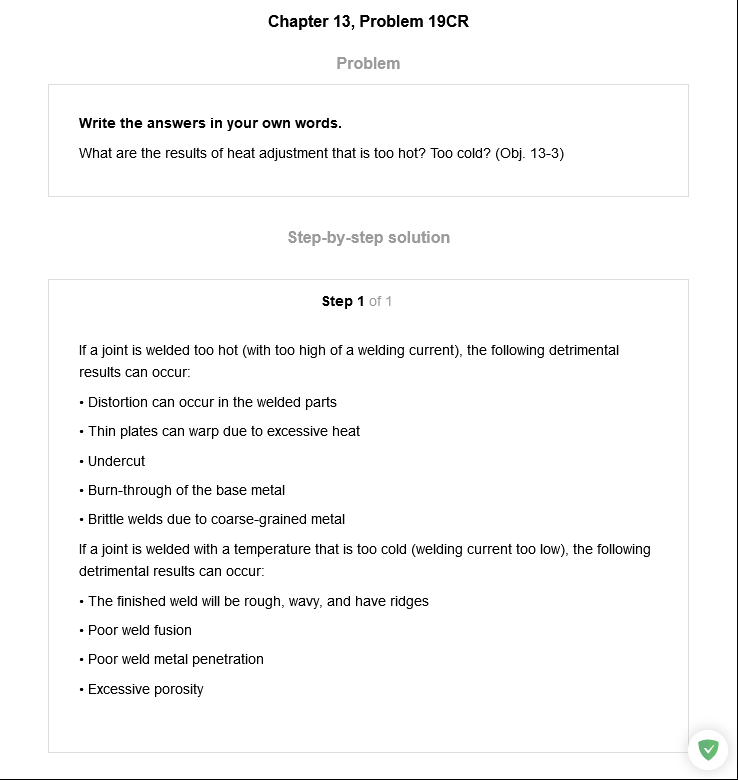 Chapter 13, Problem 19CR
Problem
Write the answers in your own words.
What are the results of heat adjustment that is too hot? Too cold? (Obj. 13-3)
Step-by-step solution
Step 1 of 1
If a joint is welded too hot (with too high of a welding current), the following detrimental
results can occur:
• Distortion can occur in the welded parts
• Thin plates can warp due to excessive heat
• Undercut
• Burn-through of the base metal
• Brittle welds due to coarse-grained metal
If a joint is welded with a temperature that is too cold (welding current too low), the following
detrimental results can occur:
• The finished weld will be rough, wavy, and have ridges
• Poor weld fusion
• Poor weld metal penetration
• Excessive porosity